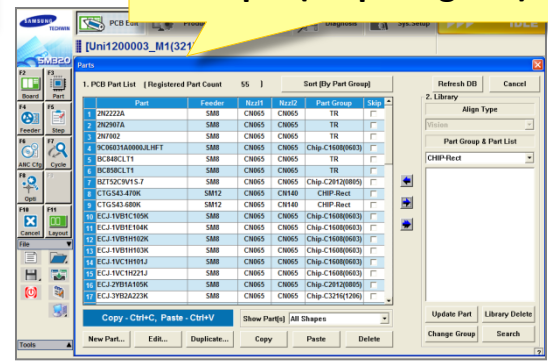 SAMSUNG
TECHWIN
SM320
PCB Edit
Diagnosis
Sys.Setup
IDLE
[Uni1200003_M1(321
Parts
1. PCB Part List [ Registered Part Count 55 ]
Sort (By Part Group)
Refresh DB
Cancel
2. Library
Align Type
Vision
Part Group & Part List
CHIP-Rect
Part Feeder Nzzl1 Nzzl2 Part Group Skip
1 2N2222A SM8 CN065 CN065 TR
2 2N2907A SM8 CN065 CN065 TR
3 2N7002 SM8 CN065 CN065 TR
4 9C06031A0000JLHFT SM8 CN065 CN065 Chip-C1608(0603)
5 BC848CLT1 SM8 CN065 CN065 TR
6 BC858CLT1 SM8 CN065 CN065 TR
7 BZT52C9V1S-7 SM8 CN065 CN065 Chip-C2012(0805)
8 CTGS43-470K SM12 CN065 CN140 CHIP-Rect
9 CTGS43-680K SM12 CN065 CN140 CHIP-Rect
10 ECJ-1VB1C105K SM8 CN065 CN065 Chip-C1608(0603)
11 ECJ-1VB1E104K SM8 CN065 CN065 Chip-C1608(0603)
12 ECJ-1VB1H102K SM8 CN065 CN065 Chip-C1608(0603)
13 ECJ-1VB1H103K SM8 CN065 CN065 Chip-C1608(0603)
14 ECJ-1VC1H101J SM8 CN065 CN065 Chip-C1608(0603)
15 ECJ-1VC1H221J SM8 CN065 CN065 Chip-C1608(0603)
16 ECJ-2YB1A105K SM8 CN065 CN065 Chip-C2012(0805)
17 ECJ-3YB2A223K SM8 CN065 CN065 Chip-C3216(1206)
Copy - Ctrl+C, Paste - Ctrl+V
Show Part[s] All Shapes
New Part... Edit... Duplicate... Copy Paste Delete
Update Part Library Delete
Change Group Search
F2 F3
Board Part
F4 F5
Feeder Step
F6 F7
ANC Cfg Cycle
F8
Opti
F10 F11
Cancel Layout
File
Tools